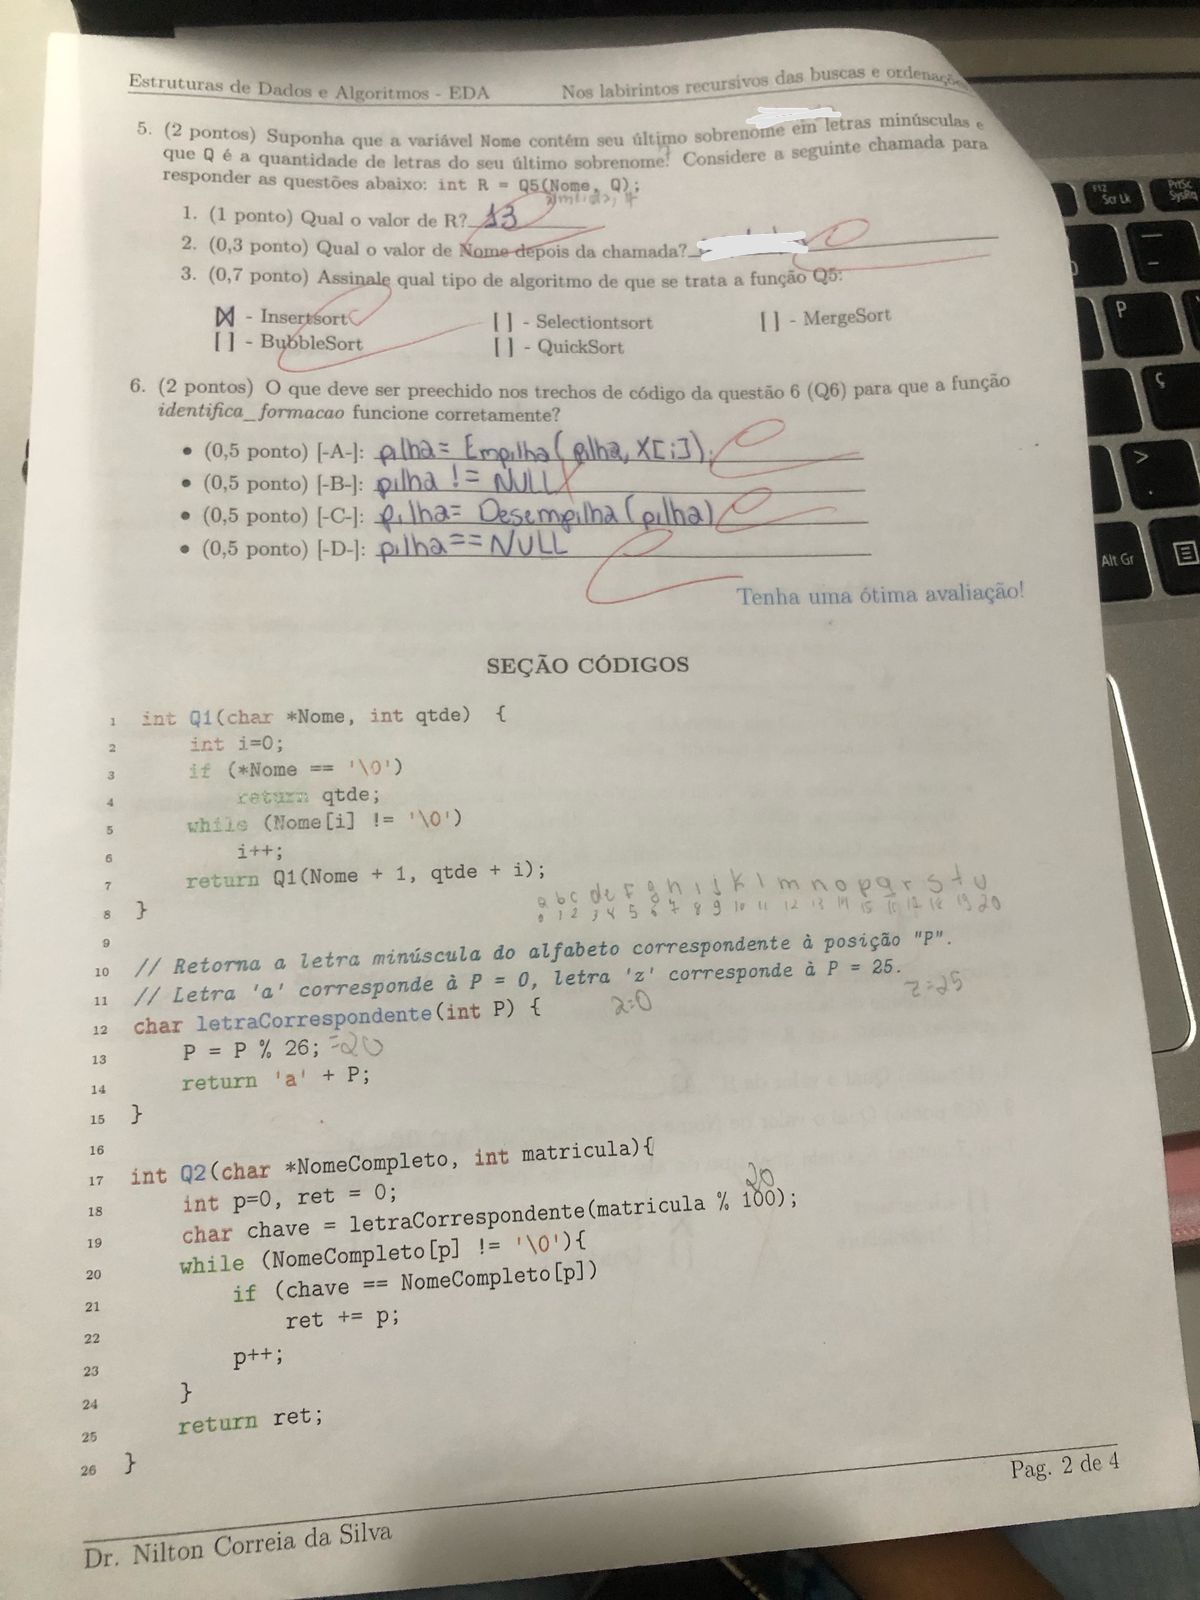 Estruturas de Dados e Algoritmos - EDA Nos labirintos recursivos das buscas e ordenações
5. (2 pontos) Suponha que a variável Nome contém seu último sobrenome em letras minúsculas e
que Q é a quantidade de letras do seu último sobrenome! Considere a seguinte chamada para
responder as questões abaixo: int R = Q5(Nome, Q);
1. (1 ponto) Qual o valor de R? 13
2. (0,3 ponto) Qual o valor de Nome depois da chamada?
3. (0,7 ponto) Assinale qual tipo de algoritmo de que se trata a função Q5:
[X] - Insertsort [ ] - Selectiontsort [ ] - MergeSort
[ ] - BubbleSort [ ] - QuickSort
6. (2 pontos) O que deve ser preechido nos trechos de código da questão 6 (Q6) para que a função
identifica_formacao funcione corretamente?
• (0,5 ponto) [-A-]: pilha = Empilha(pilha, X[i]);
• (0,5 ponto) [-B-]: pilha != NULL
• (0,5 ponto) [-C-]: pilha = Desempilha(pilha)
• (0,5 ponto) [-D-]: pilha == NULL
Tenha uma ótima avaliação!
SEÇÃO CÓDIGOS
1 int Q1(char *Nome, int qtde) {
2 int i=0;
3 if (*Nome == '\0')
4 return qtde;
5 while (Nome[i] != '\0')
6 i++;
7 return Q1(Nome + 1, qtde + i);
8 }
a b c d e f g h i j k l m n o p q r s t u
0 1 2 3 4 5 6 7 8 9 10 11 12 13 14 15 16 17 18 19 20
9
10 // Retorna a letra minúscula do alfabeto correspondente à posição "P".
11 // Letra 'a' corresponde à P = 0, letra 'z' corresponde à P = 25.
z=25
12 char letraCorrespondente(int P) { a=0
13 P = P % 26; =20
14 return 'a' + P;
15 }
16
17 int Q2(char *NomeCompleto, int matricula){
18 int p=0, ret = 0;
20
19 char chave = letraCorrespondente(matricula % 100);
20 while (NomeCompleto[p] != '\0'){
21 if (chave == NomeCompleto[p])
22 ret += p;
23 p++;
24 }
25 return ret;
26 }
Pag. 2 de 4
Dr. Nilton Correia da Silva
F12
Scr Lk
PrtSc
SysRq
P
Ç
>
Alt Gr